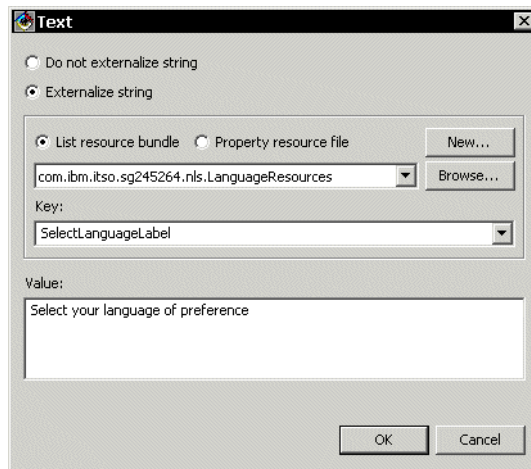 Text
Do not externalize string
Externalize string
List resource bundle Property resource file New...
com.ibm.itso.sg245264.nls.LanguageResources Browse...
Key:
SelectLanguageLabel
Value:
Select your language of preference
OK Cancel